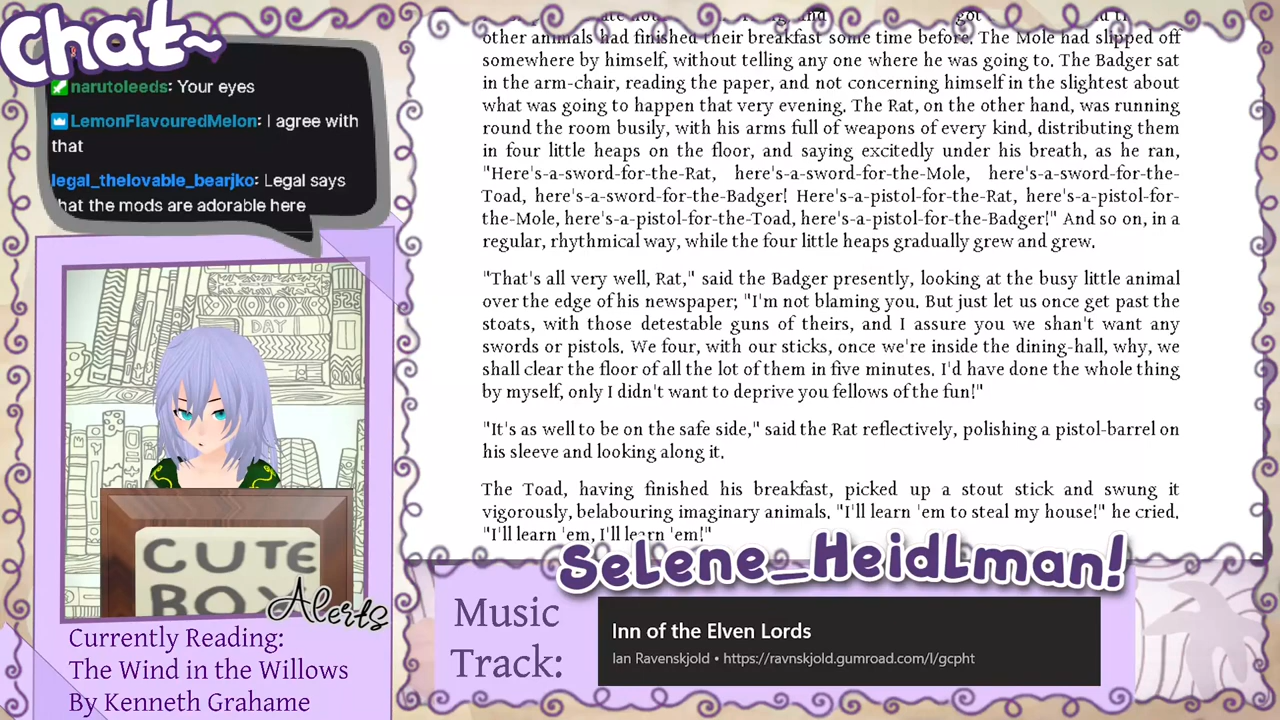 Chat~
narutoleeds: Your eyes
LemonFlavouredMelon: I agree with
that
legal_thelovable_bearjko: Legal says
hat the mods are adorable here
DAY
CUTE
BOX
Alerts
Currently Reading:
The Wind in the Willows
By Kenneth Grahame
other animals had finished their breakfast some time before. The Mole had slipped off
somewhere by himself, without telling any one where he was going to. The Badger sat
in the arm-chair, reading the paper, and not concerning himself in the slightest about
what was going to happen that very evening. The Rat, on the other hand, was running
round the room busily, with his arms full of weapons of every kind, distributing them
in four little heaps on the floor, and saying excitedly under his breath, as he ran,
"Here's-a-sword-for-the-Rat, here's-a-sword-for-the-Mole, here's-a-sword-for-the-
Toad, here's-a-sword-for-the-Badger! Here's-a-pistol-for-the-Rat, here's-a-pistol-for-
the-Mole, here's-a-pistol-for-the-Toad, here's-a-pistol-for-the-Badger!" And so on, in a
regular, rhythmical way, while the four little heaps gradually grew and grew.
"That's all very well, Rat," said the Badger presently, looking at the busy little animal
over the edge of his newspaper; "I'm not blaming you. But just let us once get past the
stoats, with those detestable guns of theirs, and I assure you we shan't want any
swords or pistols. We four, with our sticks, once we're inside the dining-hall, why, we
shall clear the floor of all the lot of them in five minutes. I'd have done the whole thing
by myself, only I didn't want to deprive you fellows of the fun!"
"It's as well to be on the safe side," said the Rat reflectively, polishing a pistol-barrel on
his sleeve and looking along it.
The Toad, having finished his breakfast, picked up a stout stick and swung it
vigorously, belabouring imaginary animals. "I'll learn 'em to steal my house!" he cried.
"I'll learn 'em, I'll learn 'em!"
Selene_Heidlman!
Music
Track:
Inn of the Elven Lords
Ian Ravenskjold • https://ravnskjold.gumroad.com/l/gcpht